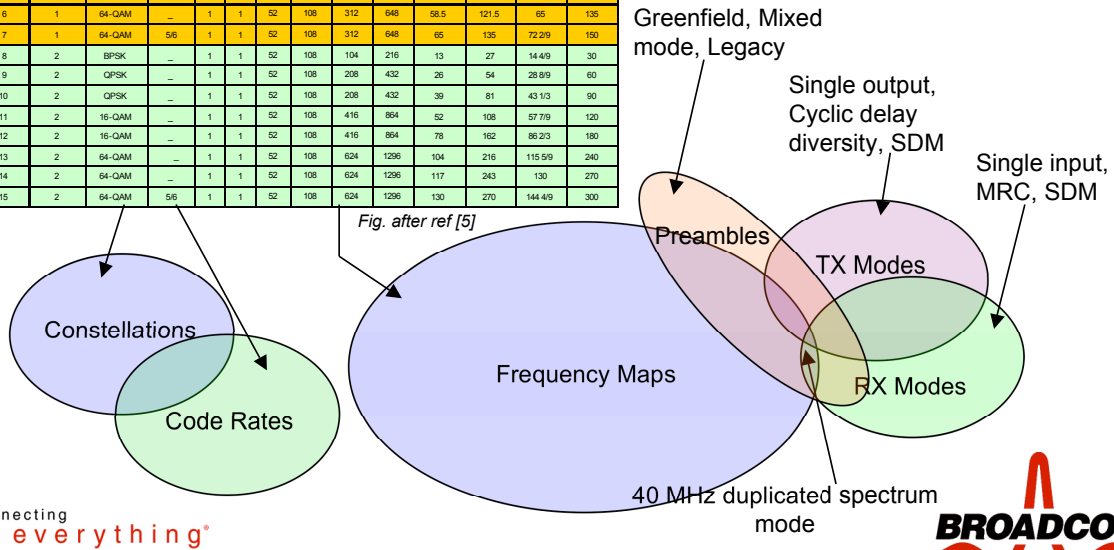 6 1 64-QAM _ 1 1 52 108 312 648 58.5 121.5 65 135
7 1 64-QAM 5/6 1 1 52 108 312 648 65 135 72 2/9 150
8 2 BPSK _ 1 1 52 108 104 216 13 27 14 4/9 30
9 2 QPSK _ 1 1 52 108 208 432 26 54 28 8/9 60
10 2 QPSK _ 1 1 52 108 208 432 39 81 43 1/3 90
11 2 16-QAM _ 1 1 52 108 416 864 52 108 57 7/9 120
12 2 16-QAM _ 1 1 52 108 416 864 78 162 86 2/3 180
13 2 64-QAM _ 1 1 52 108 624 1296 104 216 115 5/9 240
14 2 64-QAM _ 1 1 52 108 624 1296 117 243 130 270
15 2 64-QAM 5/6 1 1 52 108 624 1296 130 270 144 4/9 300
Fig. after ref [5]
Greenfield, Mixed
mode, Legacy
Single output,
Cyclic delay
diversity, SDM
Single input,
MRC, SDM
Preambles
TX Modes
Constellations
Frequency Maps
RX Modes
Code Rates
40 MHz duplicated spectrum
mode
necting
everything®
BROADCO